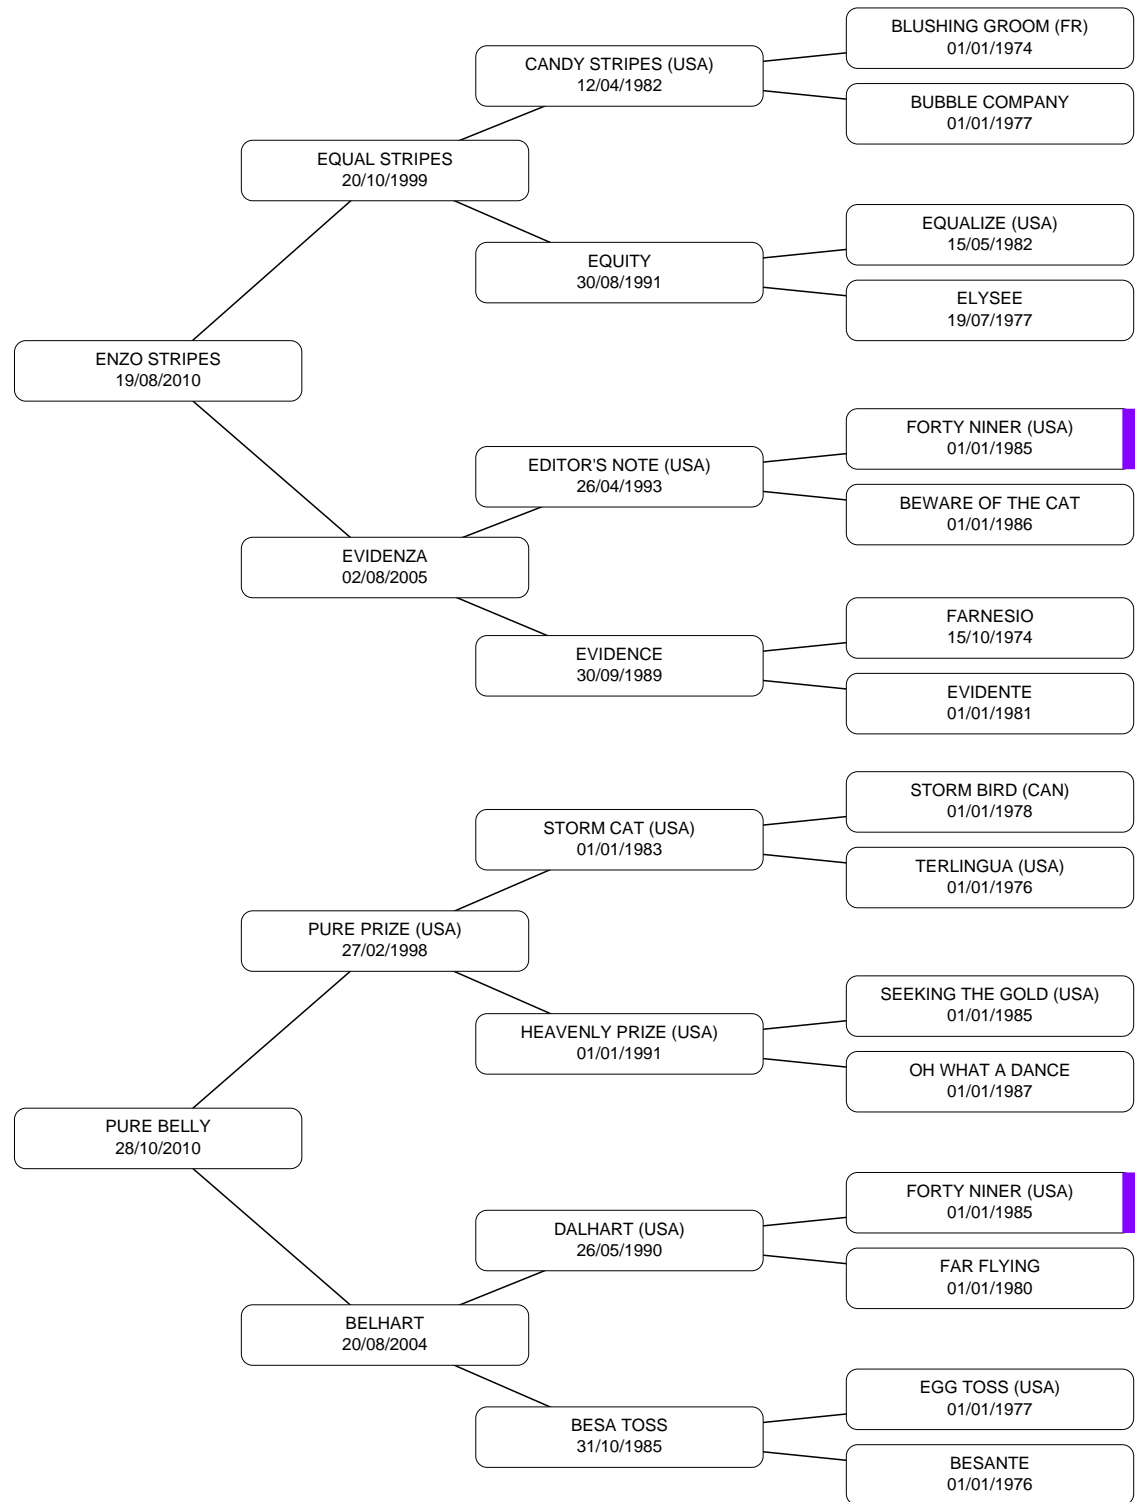 BLUSHING GROOM (FR)
01/01/1974
CANDY STRIPES (USA)
12/04/1982
BUBBLE COMPANY
01/01/1977
EQUAL STRIPES
20/10/1999
EQUALIZE (USA)
15/05/1982
EQUITY
30/08/1991
ELYSEE
19/07/1977
ENZO STRIPES
19/08/2010
FORTY NINER (USA)
01/01/1985
EDITOR'S NOTE (USA)
26/04/1993
BEWARE OF THE CAT
01/01/1986
EVIDENZA
02/08/2005
FARNESIO
15/10/1974
EVIDENCE
30/09/1989
EVIDENTE
01/01/1981
STORM BIRD (CAN)
01/01/1978
STORM CAT (USA)
01/01/1983
TERLINGUA (USA)
01/01/1976
PURE PRIZE (USA)
27/02/1998
SEEKING THE GOLD (USA)
01/01/1985
HEAVENLY PRIZE (USA)
01/01/1991
OH WHAT A DANCE
01/01/1987
PURE BELLY
28/10/2010
FORTY NINER (USA)
01/01/1985
DALHART (USA)
26/05/1990
FAR FLYING
01/01/1980
BELHART
20/08/2004
EGG TOSS (USA)
01/01/1977
BESA TOSS
31/10/1985
BESANTE
01/01/1976